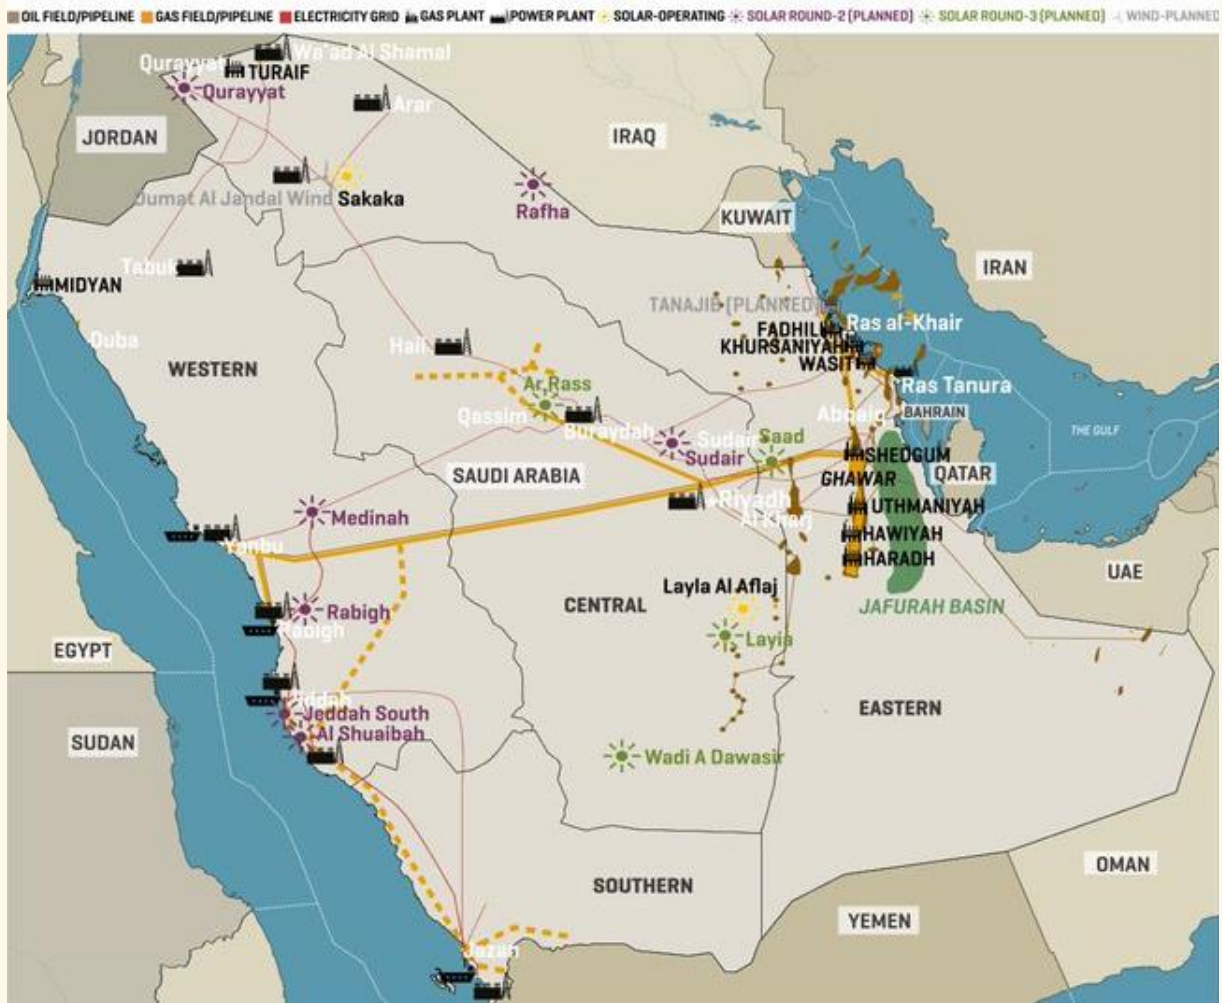 OIL FIELD/PIPELINE GAS FIELD/PIPELINE ELECTRICITY GRID GAS PLANT POWER PLANT SOLAR-OPERATING SOLAR ROUND-2 (PLANNED) SOLAR ROUND-3 (PLANNED) WIND-PLANNED
Wa'ad Al Shamal
Qurayyat
TURAIF
Qurayyat
Arar
JORDAN
IRAQ
Dumat Al Jandal Wind
Sakaka
Rafha
KUWAIT
IRAN
Tabuk
MIDYAN
TANAJIB (PLANNED)
Duba
FADHILI
Ras al-Khair
KHURSANIYAH
Hail
WASIT
WESTERN
Ar Rass
Ras Tanura
Qassim
Abqaiq
BAHRAIN
Buraydah
THE GULF
Sudair
Saad
Sudair
SHEDGUM
SAUDI ARABIA
GHAWAR
QATAR
Riyadh
UTHMANIYAH
Medinah
Al Kharj
HAWIYAH
Yanbu
HARADH
UAE
Layla Al Aflaj
CENTRAL
JAFURAH BASIN
Rabigh
Rabigh
Layia
EGYPT
Jeddah
EASTERN
Jeddah South
Al Shuaibah
SUDAN
Wadi A Dawasir
OMAN
SOUTHERN
YEMEN
Jazan